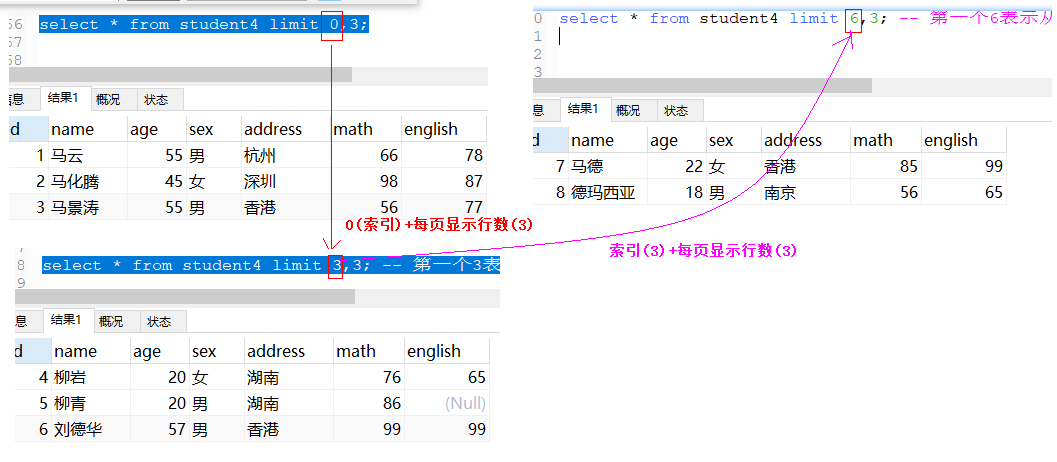 56 select * from student4 limit 0,3;
57
58
信息 结果1 概况 状态
id name age sex address math english
1 马云 55 男 杭州 66 78
2 马化腾 45 女 深圳 98 87
3 马景涛 55 男 香港 56 77
0(索引)+每页显示行数(3)
8 select * from student4 limit 3,3; -- 第一个3表
9
息 结果1 概况 状态
d name age sex address math english
4 柳岩 20 女 湖南 76 65
5 柳青 20 男 湖南 86 (Null)
6 刘德华 57 男 香港 99 99
0 select * from student4 limit 6,3; -- 第一个6表示从
1
2
3
息 结果1 概况 状态
d name age sex address math english
7 马德 22 女 香港 85 99
8 德玛西亚 18 男 南京 56 65
索引(3)+每页显示行数(3)